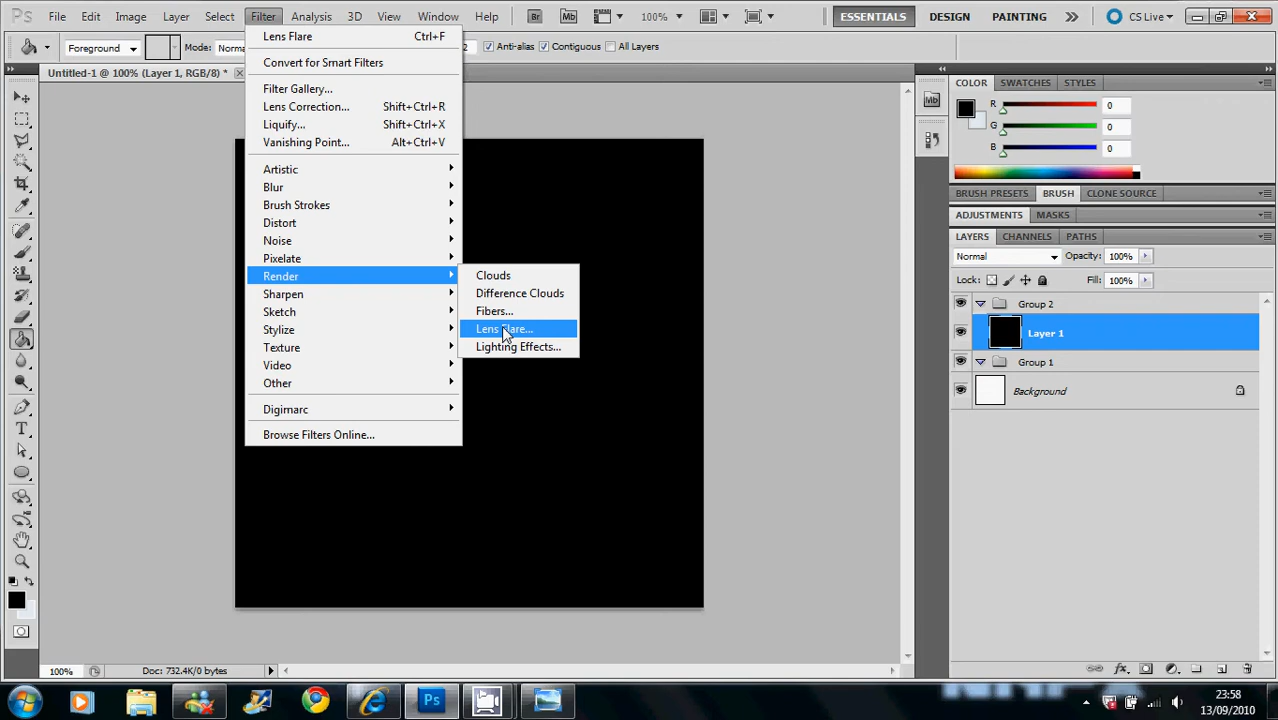 Ps File Edit Image Layer Select Filter Analysis 3D View Window Help Br Mb 100% ESSENTIALS DESIGN PAINTING CS Live
Foreground Mode: 2 Anti-alias Contiguous All Layers
Untitled-1 @ 100% (Layer 1, RGB/8) *
Lens Flare Ctrl+F
Convert for Smart Filters
Filter Gallery...
Lens Correction... Shift+Ctrl+R
Liquify... Shift+Ctrl+X
Vanishing Point... Alt+Ctrl+V
Artistic
Blur
Brush Strokes
Distort
Noise
Pixelate
Render
Sharpen
Sketch
Stylize
Texture
Video
Other
Digimarc
Browse Filters Online...
Clouds
Difference Clouds
Fibers...
Lens Flare...
Lighting Effects...
Mb
COLOR SWATCHES STYLES
R 0
G 0
B 0
BRUSH PRESETS BRUSH CLONE SOURCE
ADJUSTMENTS MASKS
LAYERS CHANNELS PATHS
Normal Opacity: 100%
Lock: Fill: 100%
Group 2
Layer 1
Group 1
Background
100% Doc: 732.4K/0 bytes
Ps
23:58
13/09/2010